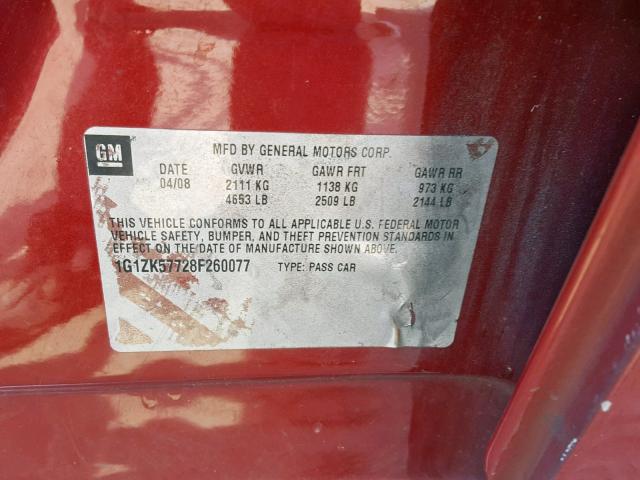 GM
MFD BY GENERAL MOTORS CORP.
DATE GVWR GAWR FRT GAWR RR
04/08 2111 KG 1138 KG 973 KG
4653 LB 2509 LB 2144 LB
THIS VEHICLE CONFORMS TO ALL APPLICABLE U.S. FEDERAL MOTOR
VEHICLE SAFETY, BUMPER, AND THEFT PREVENTION STANDARDS IN
EFFECT ON THE DATE OF MANUFACTURE SHOWN ABOVE.
1G1ZK57728F260077 TYPE: PASS CAR